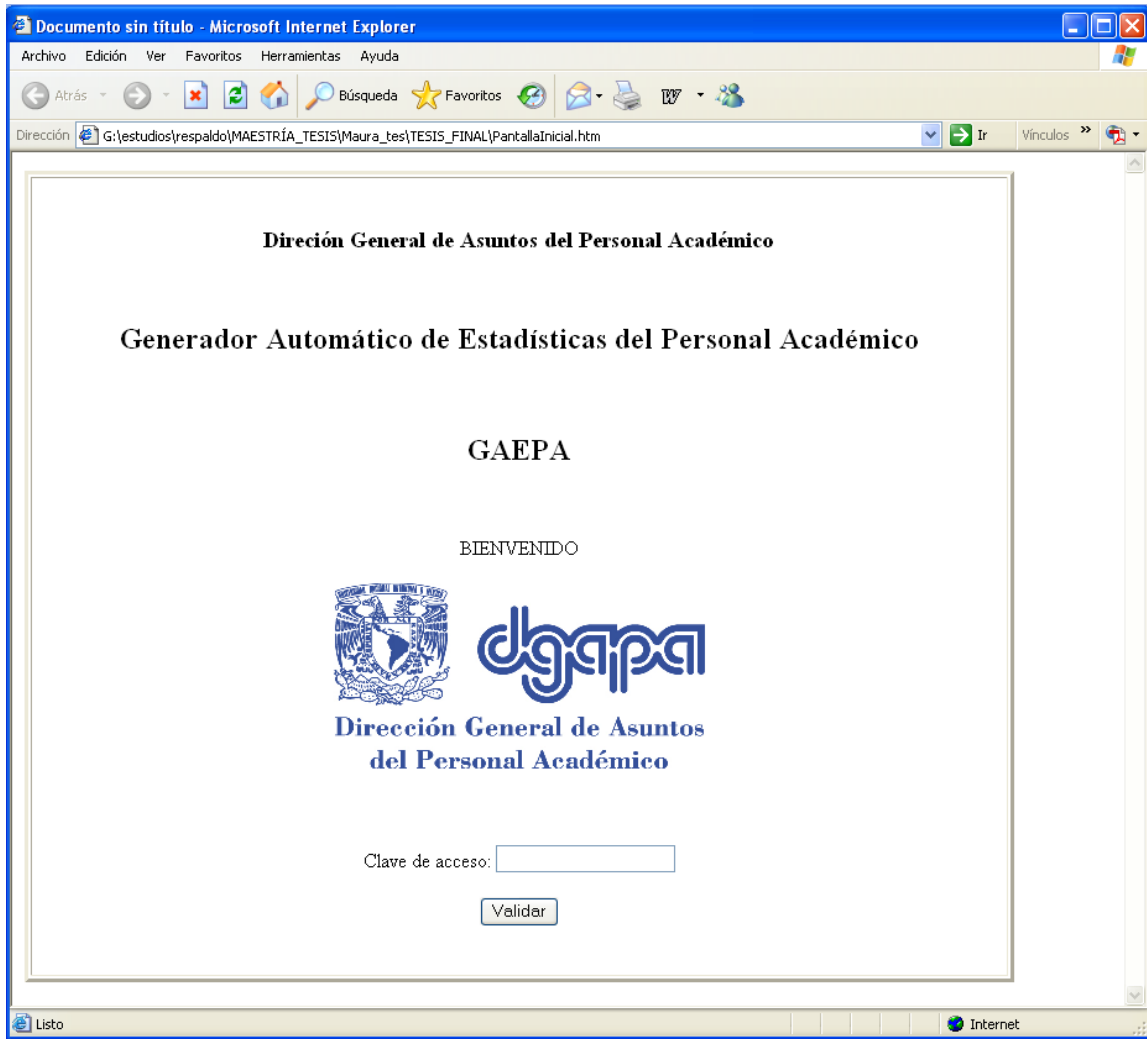 Documento sin título - Microsoft Internet Explorer
Archivo Edición Ver Favoritos Herramientas Ayuda
Atrás Búsqueda Favoritos
Dirección G:\estudios\respaldo\MAESTRÍA_TESIS\Maura_tes\TESIS_FINAL\PantallaInicial.htm Ir Vínculos »
Direción General de Asuntos del Personal Académico
Generador Automático de Estadísticas del Personal Académico
GAEPA
BIENVENIDO
dgapa
Dirección General de Asuntos
del Personal Académico
Clave de acceso:
Validar
Listo Internet